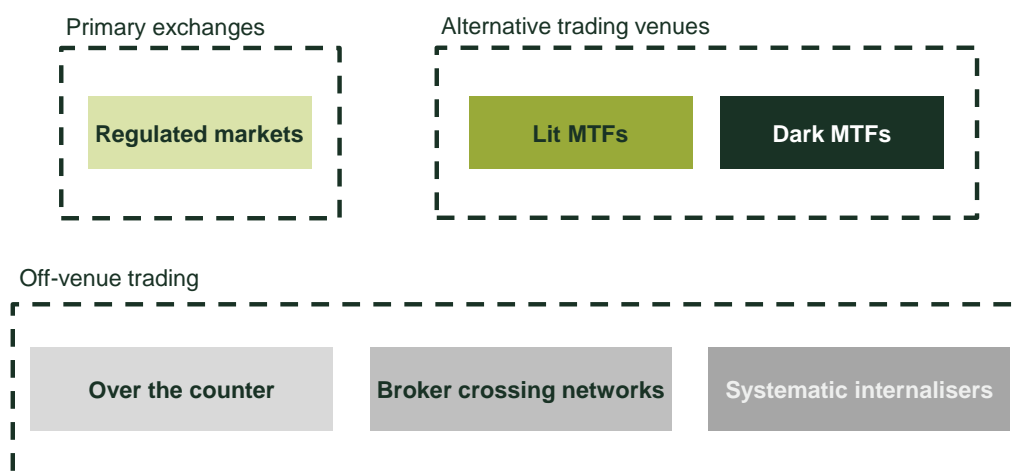 Primary exchanges
Alternative trading venues
Regulated markets
Lit MTFs
Dark MTFs
Off-venue trading
Over the counter
Broker crossing networks
Systematic internalisers